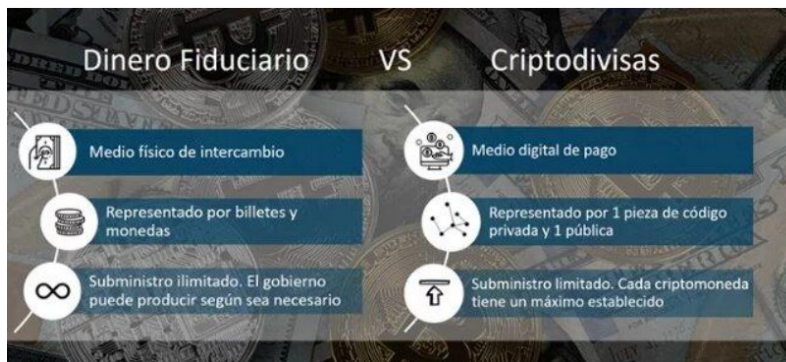 Dinero Fiduciario VS Criptodivisas
Medio físico de intercambio
Representado por billetes y
monedas
Subministro ilimitado. El gobierno
puede producir según sea necesario
Medio digital de pago
Representado por 1 pieza de código
privada y 1 pública
Subministro limitado. Cada criptomoneda
tiene un máximo establecido